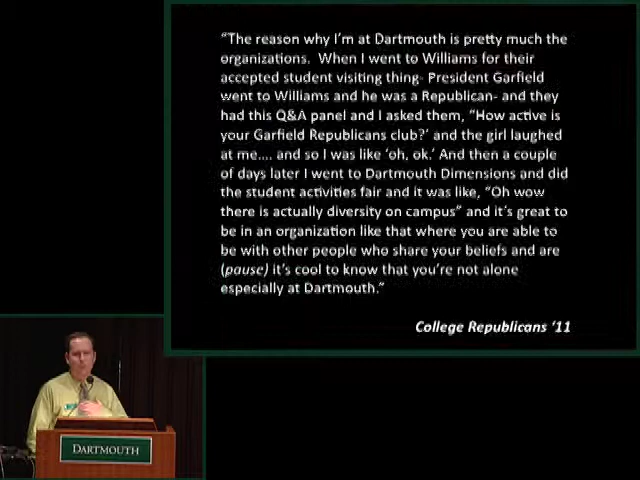 “The reason why I’m at Dartmouth is pretty much the
organizations.  When I went to Williams for their
accepted student visiting thing- President Garfield
went to Williams and he was a Republican- and they
had this Q&A panel and I asked them, “How active is
your Garfield Republicans club?’ and the girl laughed
at me.... and so I was like ‘oh, ok.’ And then a couple
of days later I went to Dartmouth Dimensions and did
the student activities fair and it was like, “Oh wow
there is actually diversity on campus” and it’s great to
be in an organization like that where you are able to
be with other people who share your beliefs and are
(pause) it’s cool to know that you’re not alone
especially at Dartmouth.”
College Republicans ‘11
DARTMOUTH